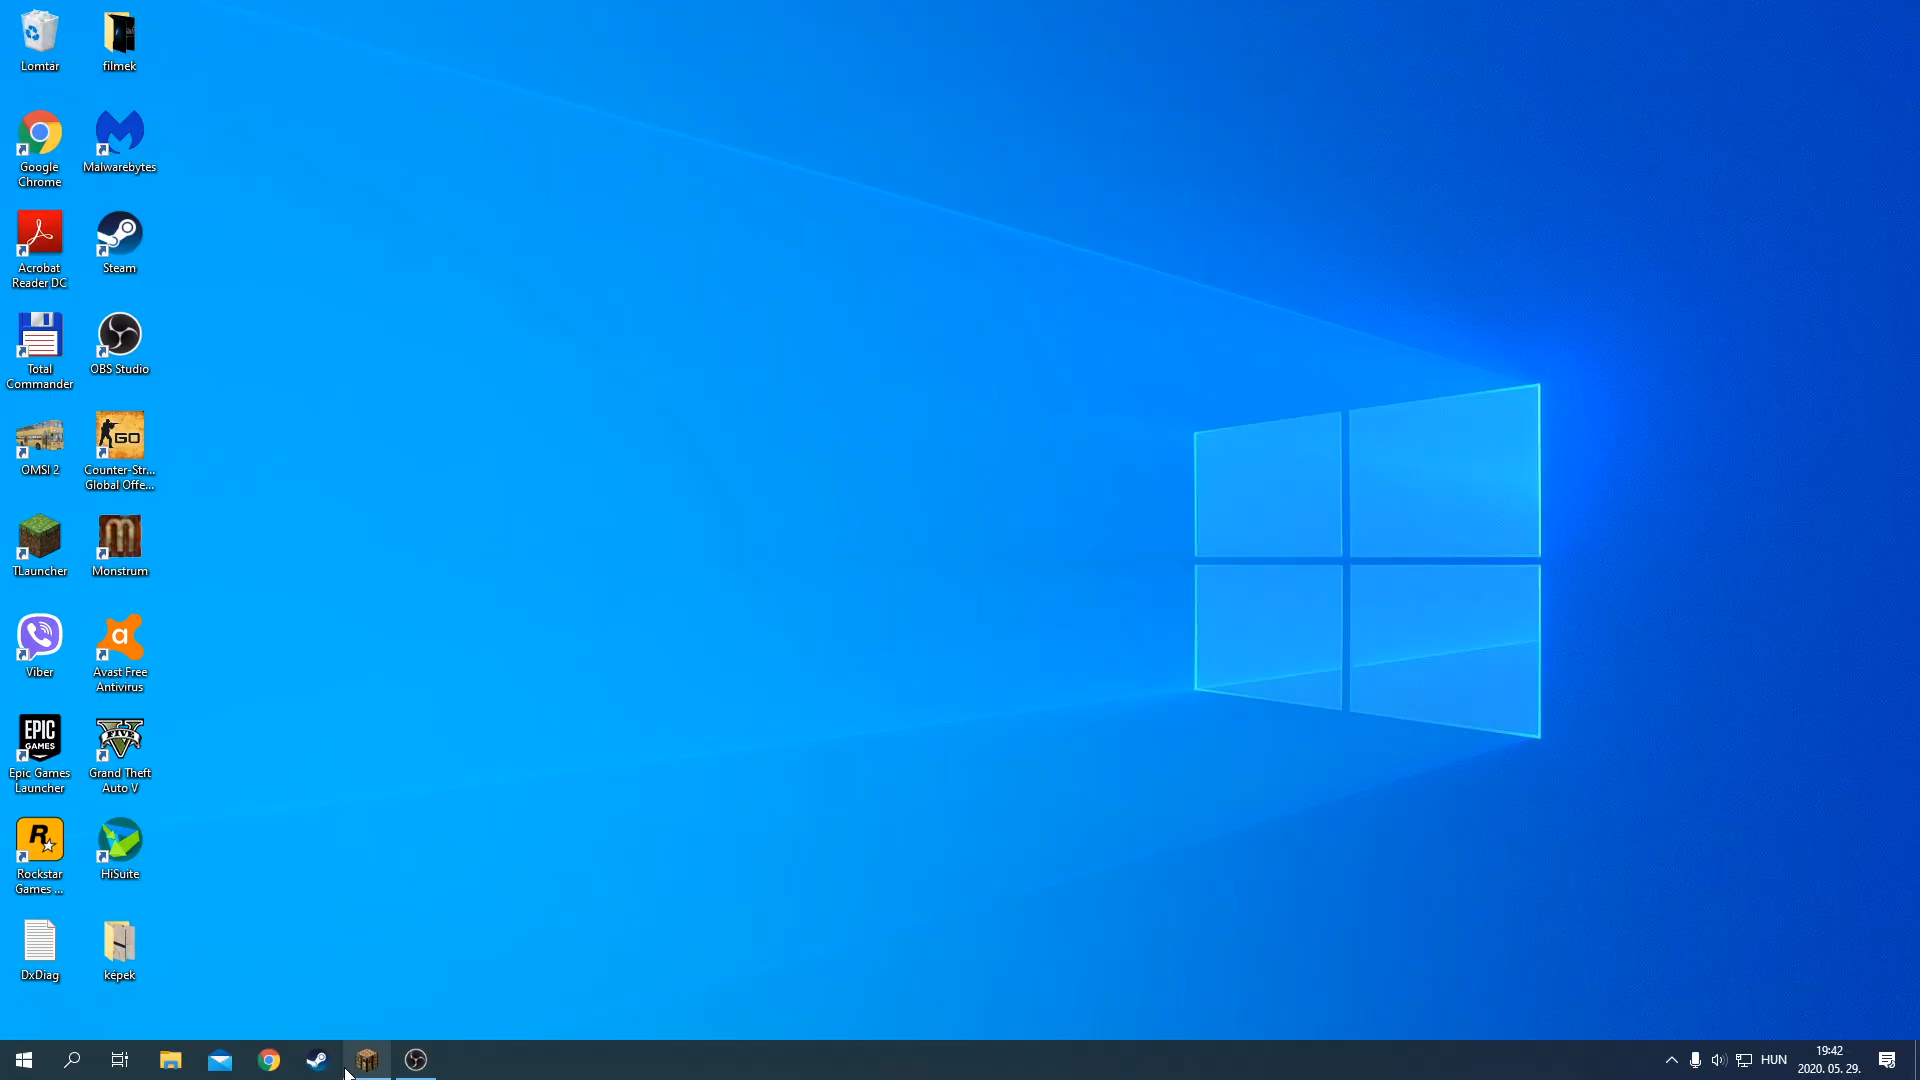 Lomtár
filmek
Google
Chrome
Malwarebytes
Acrobat
Reader DC
Steam
Total
Commander
OBS Studio
OMSI 2
GO
Counter-Str...
Global Offe...
TLauncher
m
Monstrum
Viber
a
Avast Free
Antivirus
EPIC
GAMES
Epic Games
Launcher
V
FIVE
Grand Theft
Auto V
R
Rockstar
Games ...
HiSuite
DxDiag
képek
HUN
19:42
2020. 05. 29.